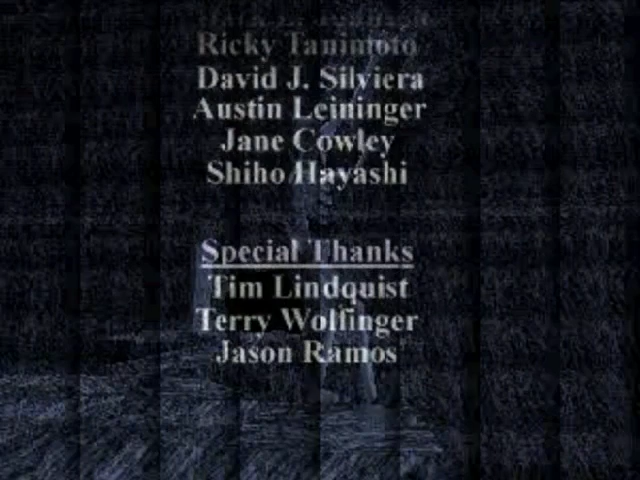 Ricky Tanimoto
David J. Silviera
Austin Leininger
Jane Cowley
Shiho Hayashi
Special Thanks
Tim Lindquist
Terry Wolfinger
Jason Ramos